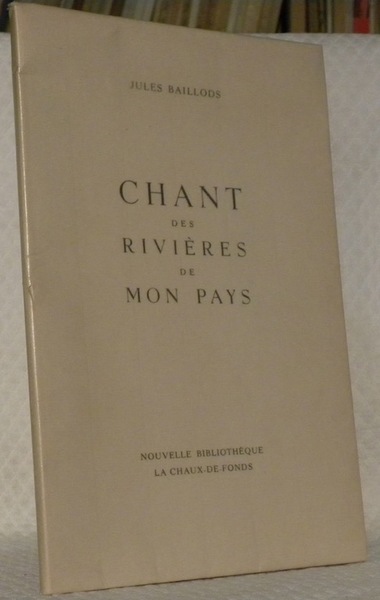 JULES BAILLODS
CHANT
DES
RIVIÈRES
DE
MON PAYS
NOUVELLE BIBLIOTHÈQUE
LA CHAUX-DE-FONDS